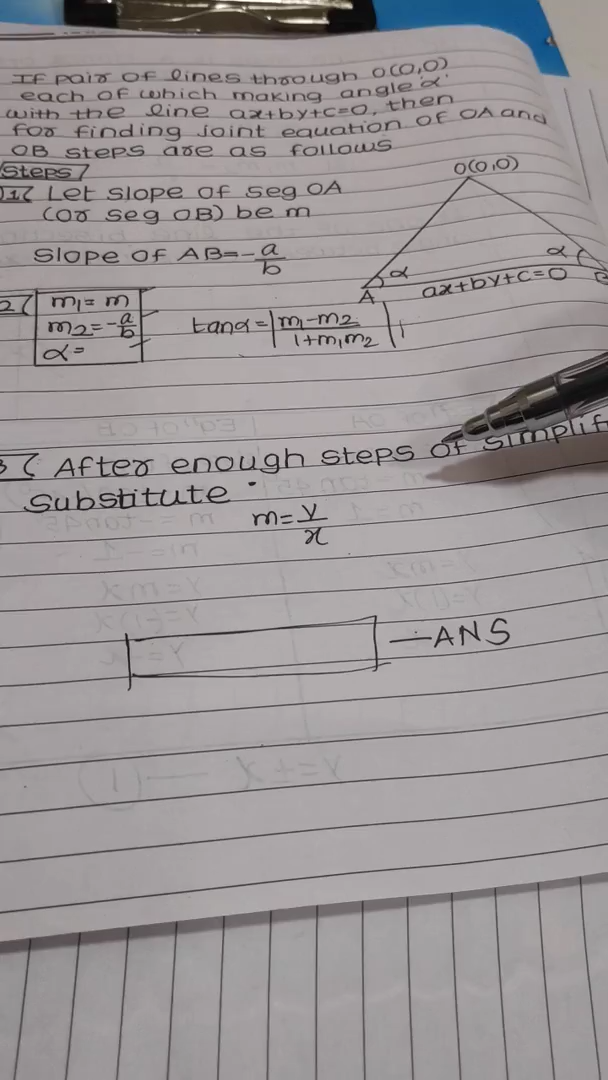 If pair of lines through O(0,0)
each of which making angle 'α'
with the line ax+by+c=0, then
for finding joint equation of OA and
OB steps are as follows
Steps
1 Let slope of seg OA
(or seg OB) be m
Slope of AB=-a/b
O(0,0)
α
α
A
ax+by+c=0
2 m1=m
m2=-a/b
α=
tanα=|m1-m2/1+m1m2|
3 After enough steps of simplif
substitute
m=y/x
—ANS